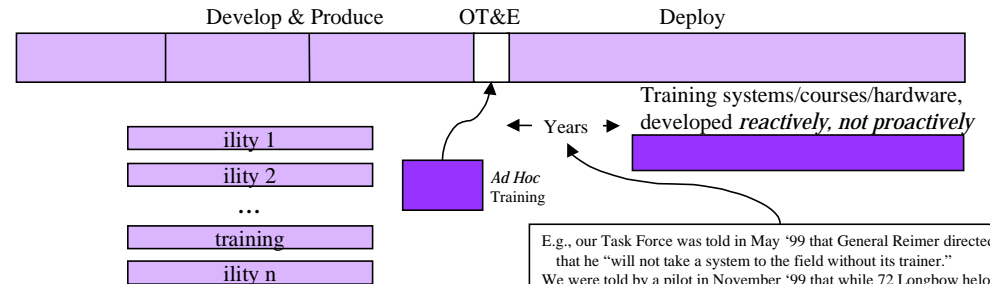 Develop & Produce
OT&E
Deploy
Training systems/courses/hardware,
developed reactively, not proactively
Years
ility 1
ility 2
...
training
ility n
Ad Hoc
Training
E.g., our Task Force was told in May ‘99 that General Reimer directed
that he “will not take a system to the field without its trainer.”
We were told by a pilot in November ‘99 that while 72 Longbow